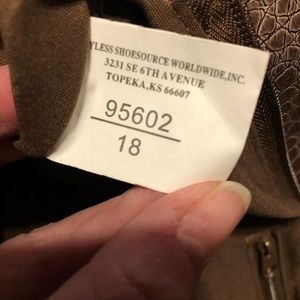 YLESS SHOESOURCE WORLDWIDE,INC.
3231 SE 6TH AVENUE
TOPEKA,KS 66607
95602
18